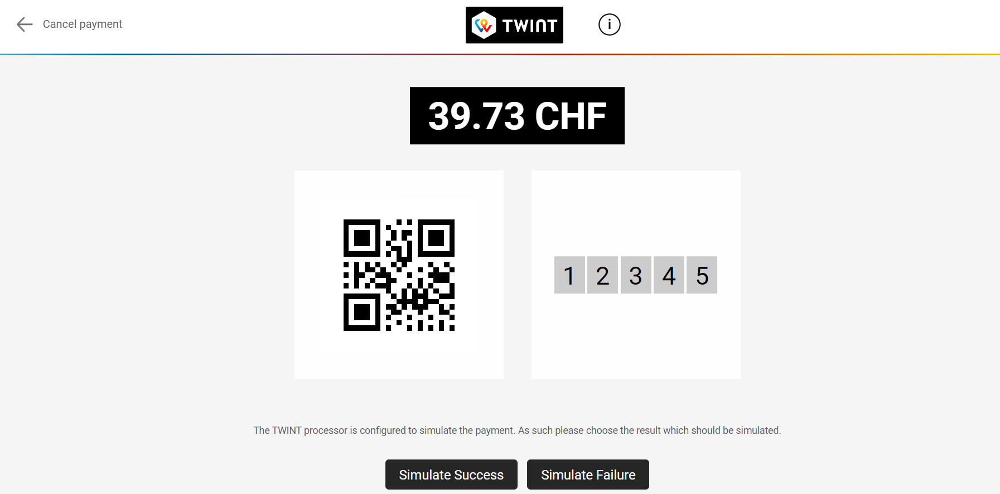 Cancel payment
TWINT
i
39.73 CHF
1 2 3 4 5
The TWINT processor is configured to simulate the payment. As such please choose the result which should be simulated.
Simulate Success
Simulate Failure